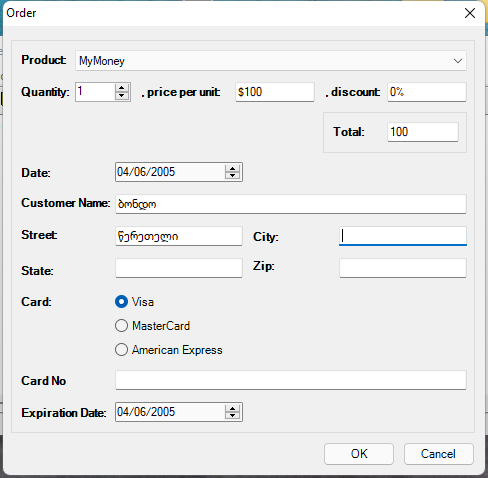 Order
Product: MyMoney
Quantity: 1 , price per unit: $100 , discount: 0%
Total: 100
Date: 04/06/2005
Customer Name: ბონდო
Street: წერეთელი City:
State: Zip:
Card: Visa
MasterCard
American Express
Card No
Expiration Date: 04/06/2005
OK Cancel